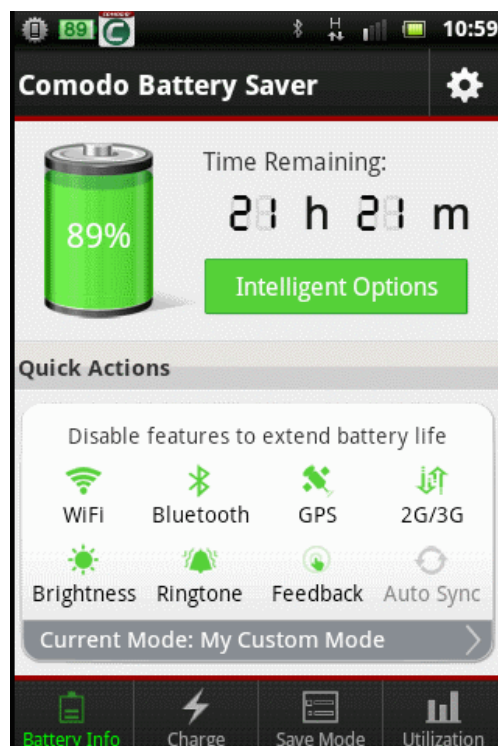 89 H 10:59
Comodo Battery Saver
Time Remaining:
89%
21 h 21 m
Intelligent Options
Quick Actions
Disable features to extend battery life
WiFi Bluetooth GPS 2G/3G
Brightness Ringtone Feedback Auto Sync
Current Mode: My Custom Mode
Battery Info Charge Save Mode Utilization